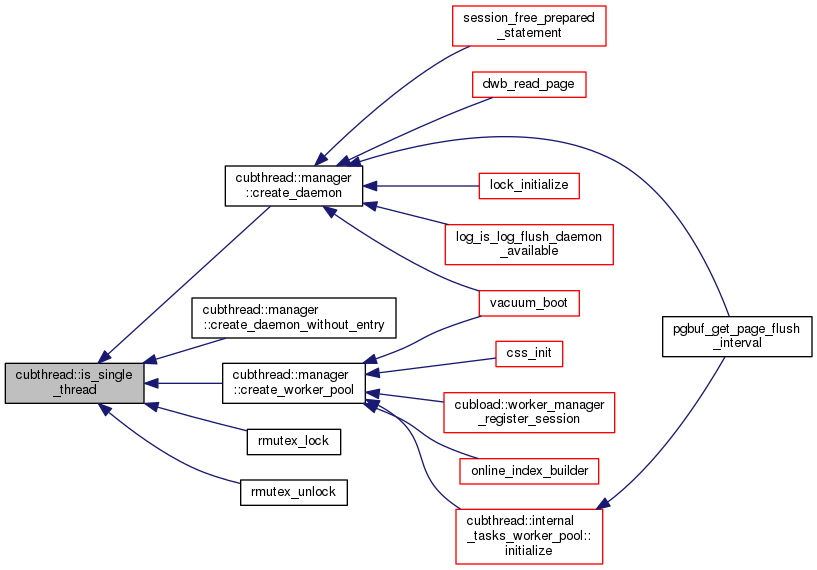 session_free_prepared
_statement
dwb_read_page
cubthread::manager
::create_daemon
lock_initialize
log_is_log_flush_daemon
_available
cubthread::manager
::create_daemon_without_entry
vacuum_boot
pgbuf_get_page_flush
_interval
css_init
cubthread::is_single
_thread
cubthread::manager
::create_worker_pool
cubload::worker_manager
_register_session
rmutex_lock
online_index_builder
rmutex_unlock
cubthread::internal
_tasks_worker_pool::
initialize